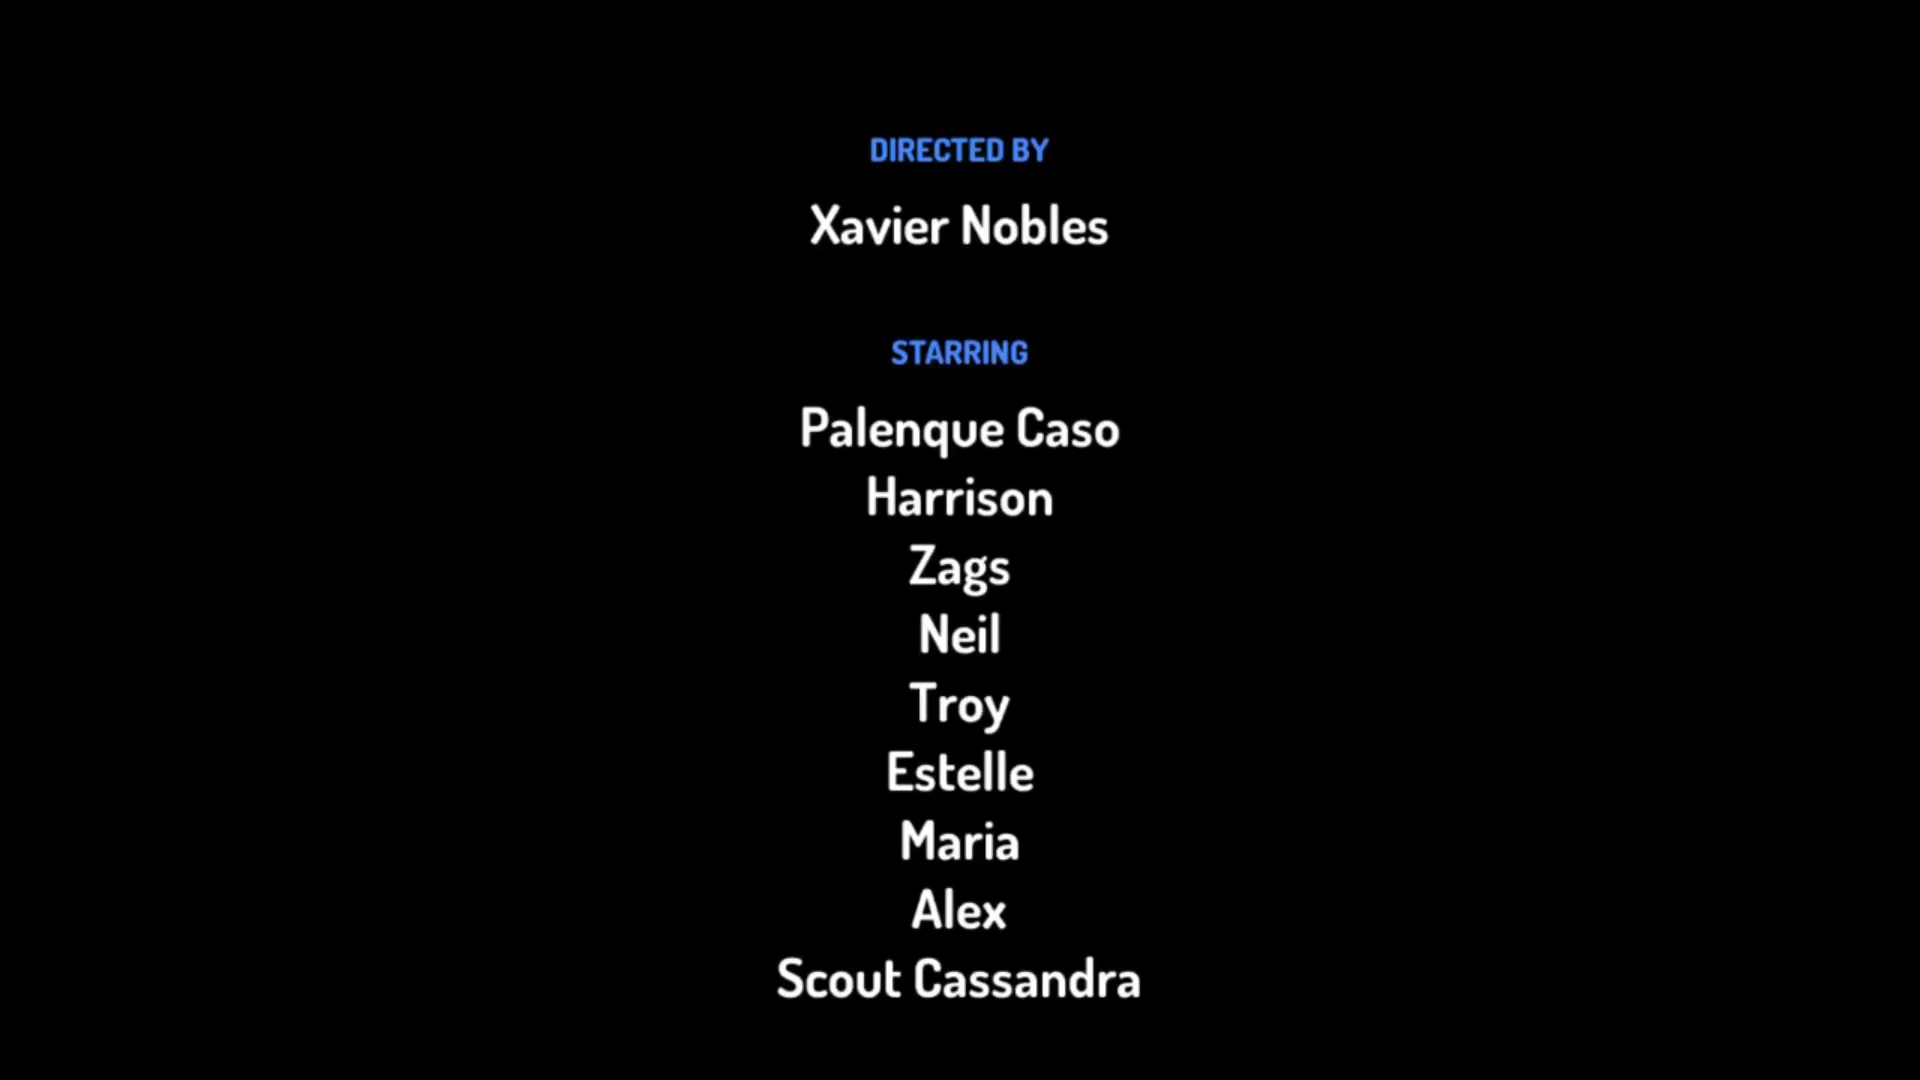 DIRECTED BY
Xavier Nobles
STARRING
Palenque Caso
Harrison
Zags
Neil
Troy
Estelle
Maria
Alex
Scout Cassandra